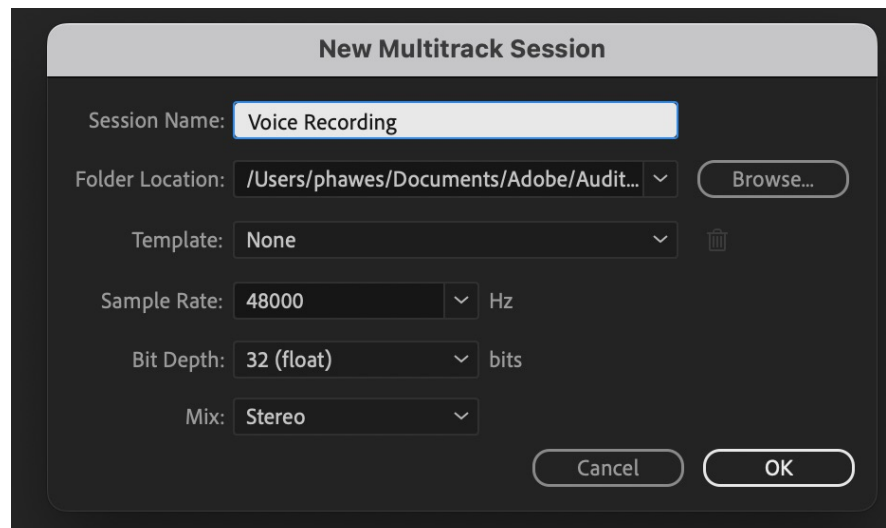 New Multitrack Session
Session Name: Voice Recording
Folder Location: /Users/phawes/Documents/Adobe/Audit... Browse...
Template: None
Sample Rate: 48000 Hz
Bit Depth: 32 (float) bits
Mix: Stereo
Cancel OK